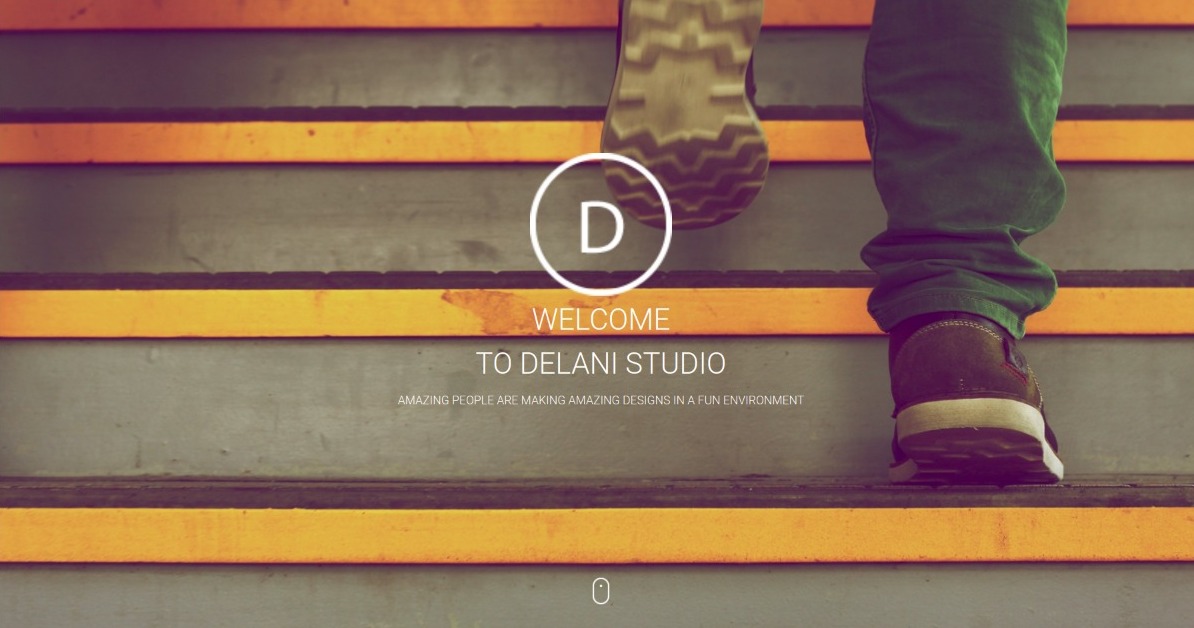 D
WELCOME
TO DELANI STUDIO
AMAZING PEOPLE ARE MAKING AMAZING DESIGNS IN A FUN ENVIRONMENT